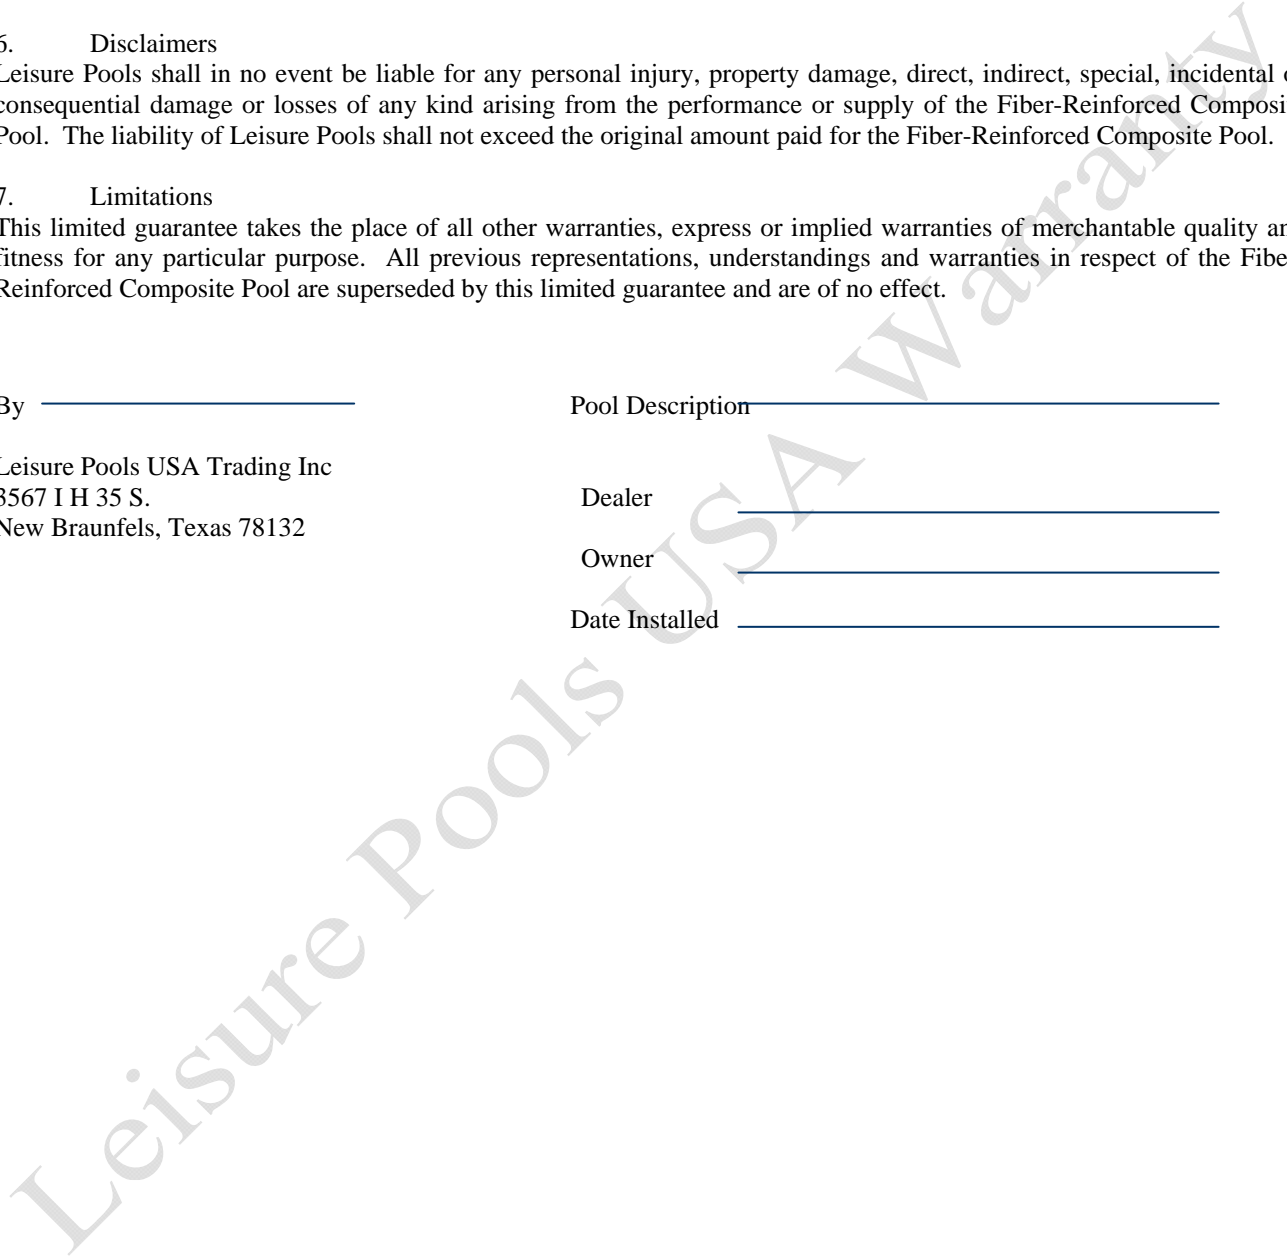 6. Disclaimers
Leisure Pools shall in no event be liable for any personal injury, property damage, direct, indirect, special, incidental o
consequential damage or losses of any kind arising from the performance or supply of the Fiber-Reinforced Composi
Pool. The liability of Leisure Pools shall not exceed the original amount paid for the Fiber-Reinforced Composite Pool.
7. Limitations
This limited guarantee takes the place of all other warranties, express or implied warranties of merchantable quality an
fitness for any particular purpose. All previous representations, understandings and warranties in respect of the Fibe
Reinforced Composite Pool are superseded by this limited guarantee and are of no effect.
By
Pool Description
Leisure Pools USA Trading Inc
3567 I H 35 S.
New Braunfels, Texas 78132
Dealer
Owner
Date Installed
Leisure Pools USA Warranty